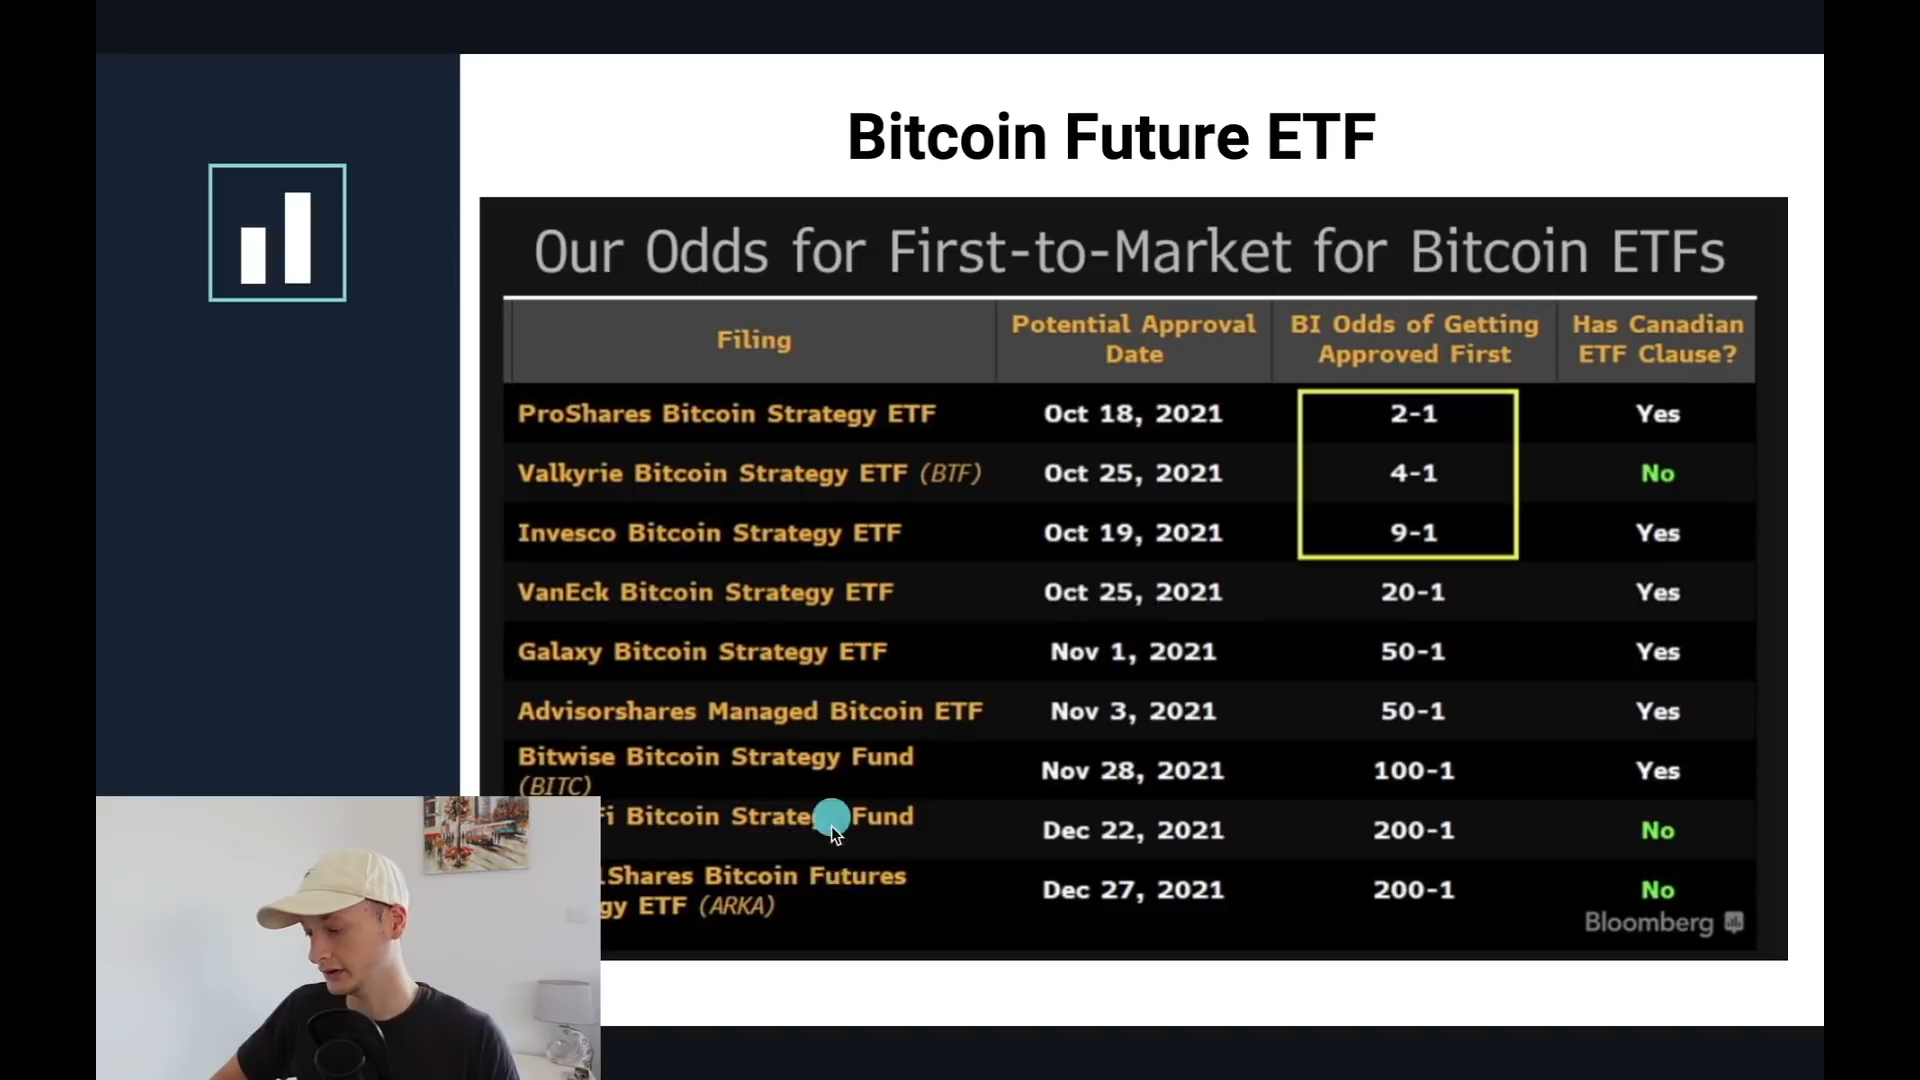 Bitcoin Future ETF
Our Odds for First-to-Market for Bitcoin ETFs
Filing
Potential Approval Date
BI Odds of Getting Approved First
Has Canadian ETF Clause?
ProShares Bitcoin Strategy ETF Oct 18, 2021 2-1 Yes
Valkyrie Bitcoin Strategy ETF (BTF) Oct 25, 2021 4-1 No
Invesco Bitcoin Strategy ETF Oct 19, 2021 9-1 Yes
VanEck Bitcoin Strategy ETF Oct 25, 2021 20-1 Yes
Galaxy Bitcoin Strategy ETF Nov 1, 2021 50-1 Yes
Advisorshares Managed Bitcoin ETF Nov 3, 2021 50-1 Yes
Bitwise Bitcoin Strategy Fund
(BITC) Nov 28, 2021 100-1 Yes
Bitcoin Fund Dec 22, 2021 200-1 No
Bitcoin Futures
ETF (ARKA) Dec 27, 2021 200-1 No
Bloomberg